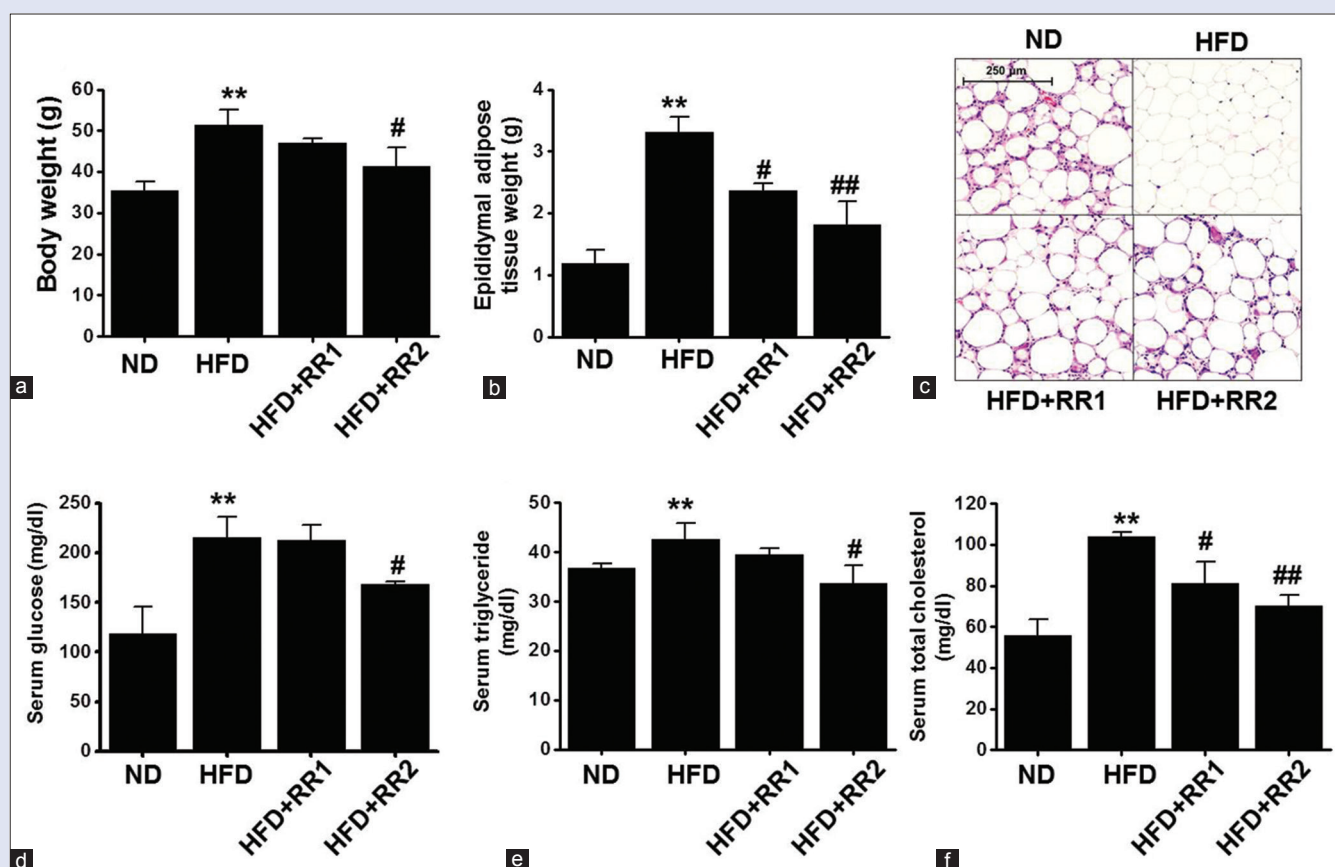 Body weight (g)
60
50
40
30
20
10
0
**
#
ND
HFD
HFD+RR1
HFD+RR2
a
Epididymal adipose
tissue weight (g)
4
3
2
1
0
**
#
##
ND
HFD
HFD+RR1
HFD+RR2
b
ND
HFD
250 µm
HFD+RR1
HFD+RR2
c
Serum glucose (mg/dl)
250
200
150
100
50
0
**
#
ND
HFD
HFD+RR1
HFD+RR2
d
Serum triglyceride
(mg/dl)
50
40
30
20
10
0
**
#
ND
HFD
HFD+RR1
HFD+RR2
e
Serum total cholesterol
(mg/dl)
120
100
80
60
40
20
0
**
#
##
ND
HFD
HFD+RR1
HFD+RR2
f